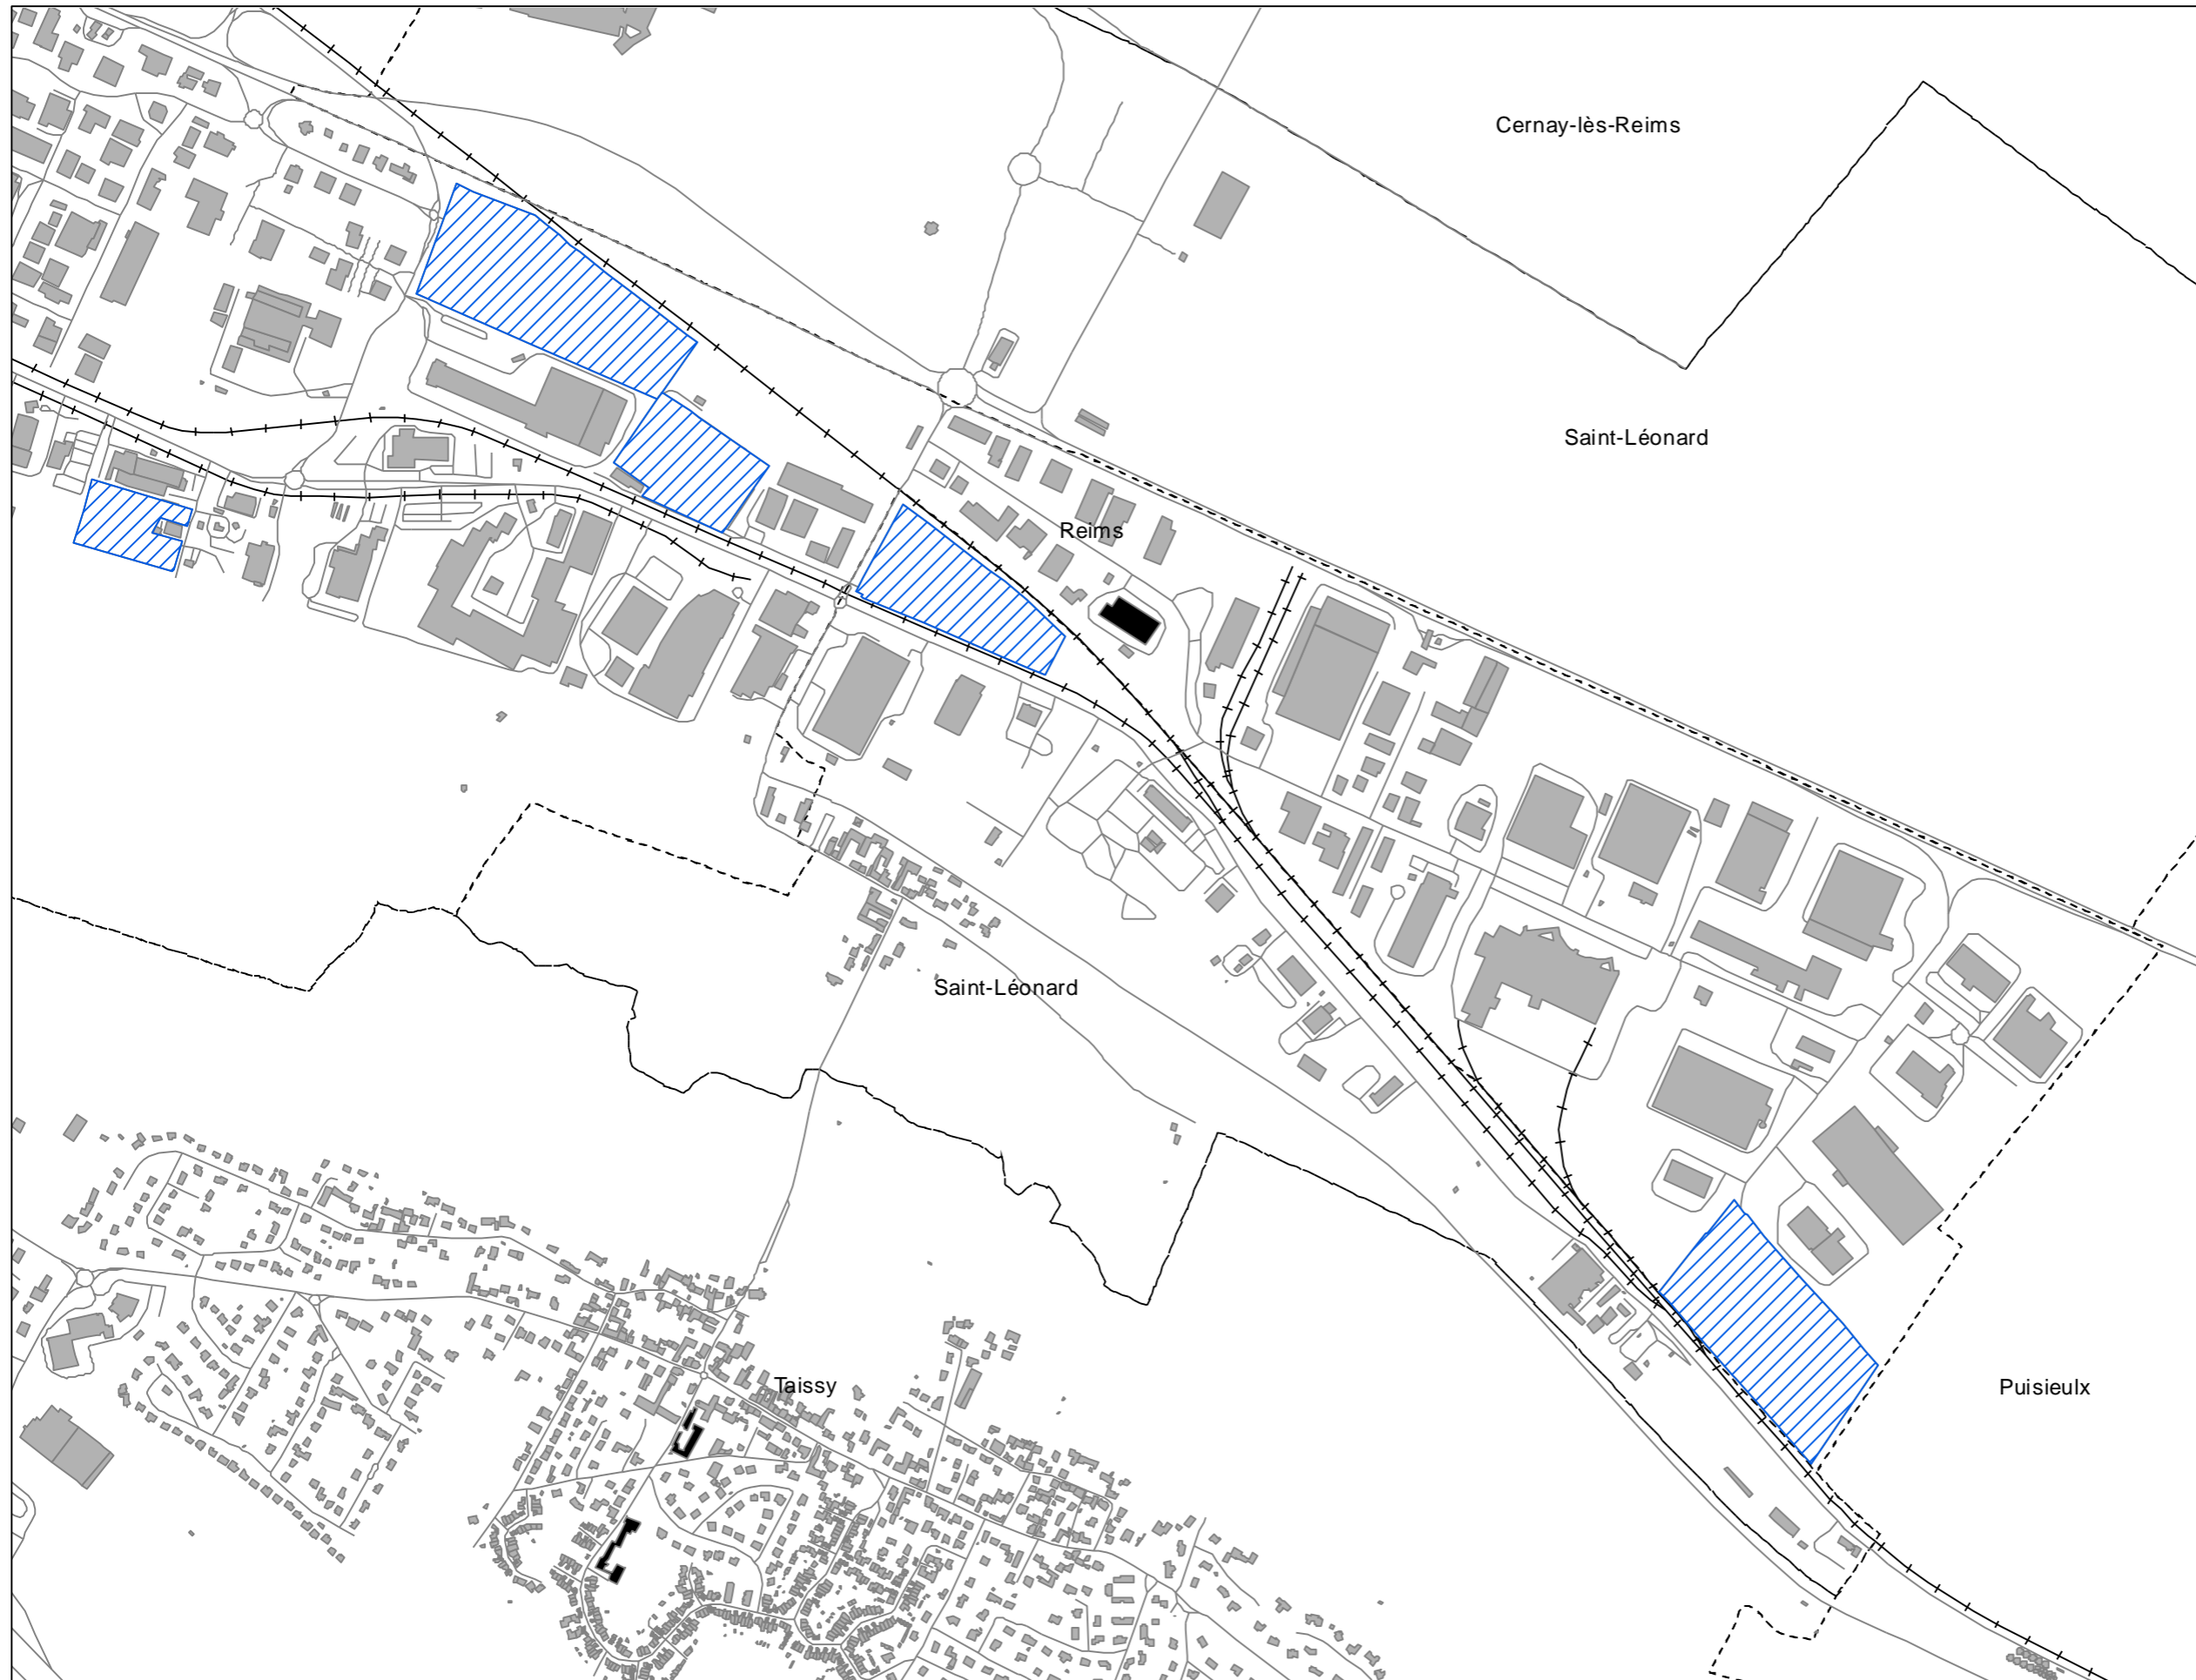 Cernay-lès-Reims
Saint-Léonard
Reims
Saint-Léonard
Taissy
Puisieulx